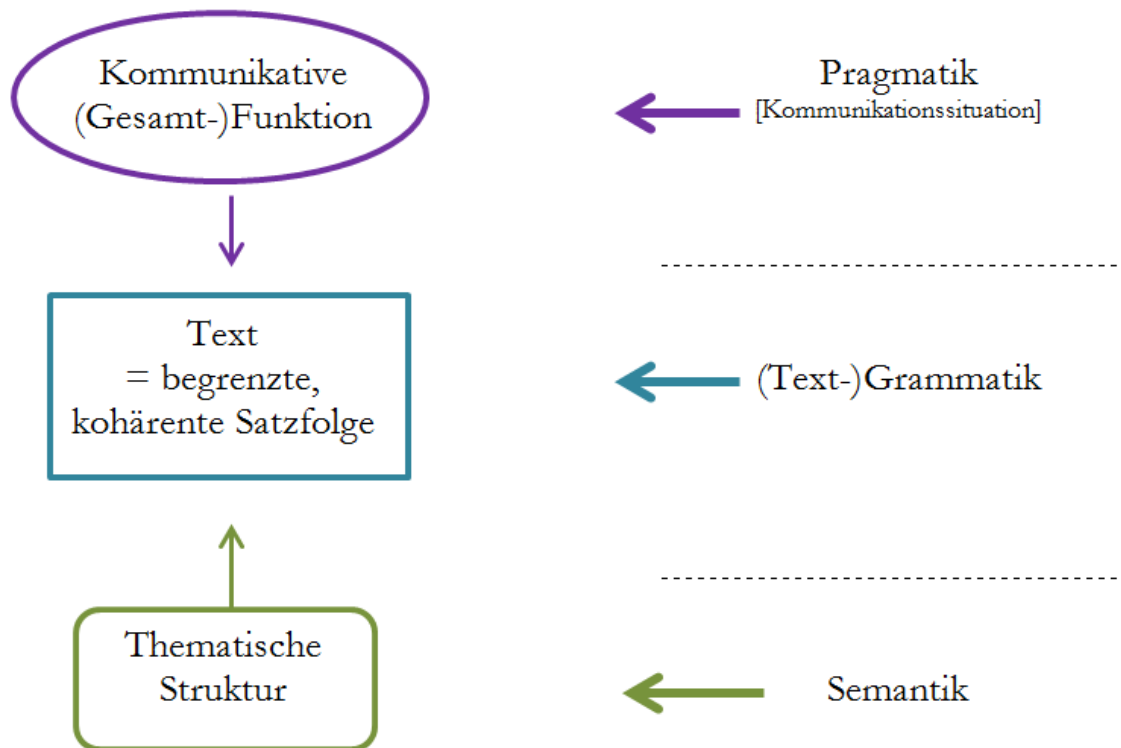 Kommunikative
(Gesamt-)Funktion
Pragmatik
[Kommunikationssituation]
Text
= begrenzte,
kohärente Satzfolge
(Text-)Grammatik
Thematische
Struktur
Semantik